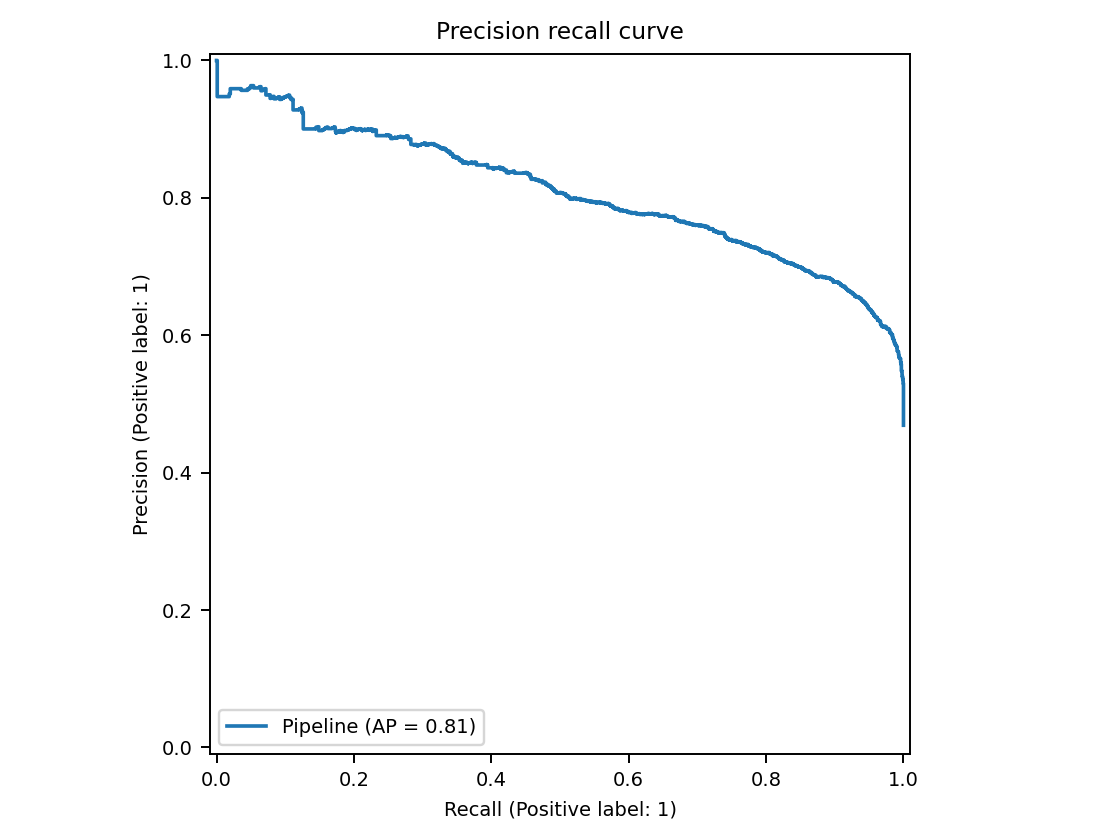 Precision recall curve
1.0
0.8
0.6
0.4
0.2
0.0
Precision (Positive label: 1)
Pipeline (AP = 0.81)
0.0 0.2 0.4 0.6 0.8 1.0
Recall (Positive label: 1)